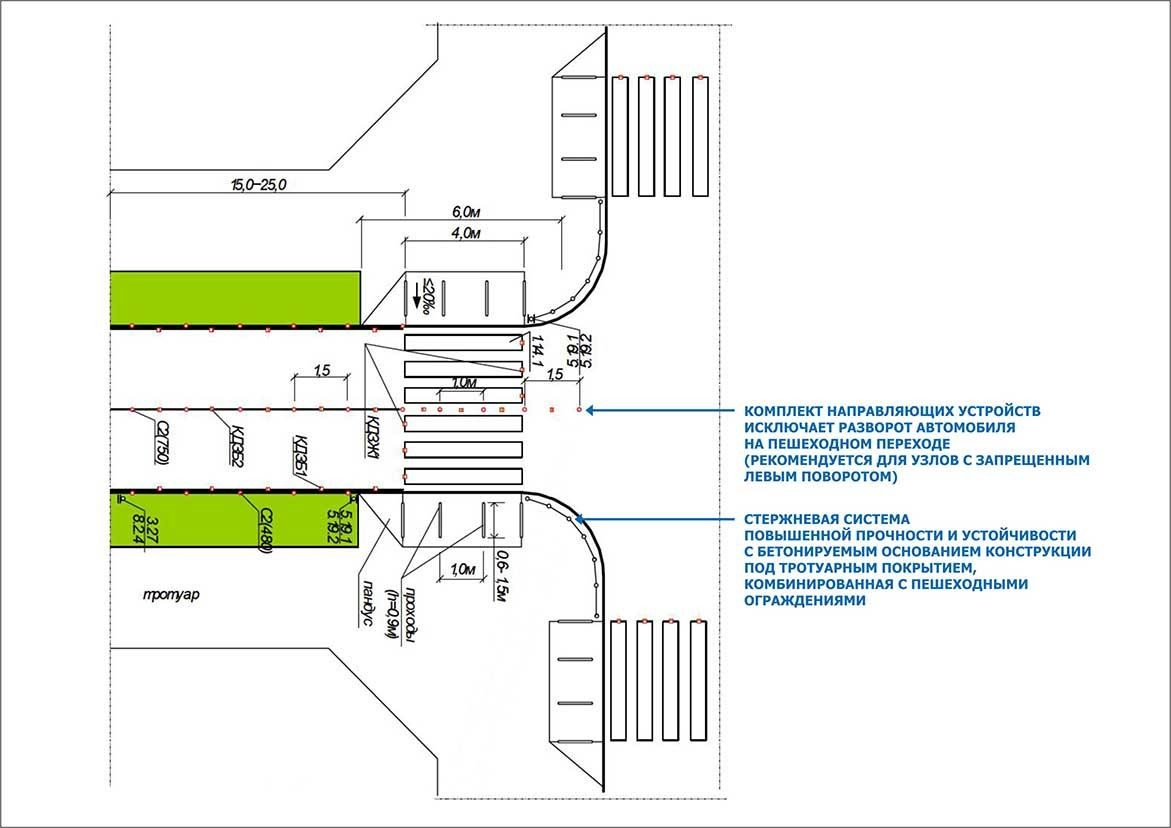 15,0-25,0
6,0м
4,0м
≤20‰
1.14.1
5.19.1
5.19.2
1,5
1,0м
1,5
С2(750)
КД3Б2
КД3Б1
КД3Ж1
КОМПЛЕКТ НАПРАВЛЯЮЩИХ УСТРОЙСТВ
ИСКЛЮЧАЕТ РАЗВОРОТ АВТОМОБИЛЯ
НА ПЕШЕХОДНОМ ПЕРЕХОДЕ
(РЕКОМЕНДУЕТСЯ ДЛЯ УЗЛОВ С ЗАПРЕЩЕННЫМ
ЛЕВЫМ ПОВОРОТОМ)
3.27
8.2.4
С2(480)
5.19.1
5.19.2
СТЕРЖНЕВАЯ СИСТЕМА
ПОВЫШЕННОЙ ПРОЧНОСТИ И УСТОЙЧИВОСТИ
С БЕТОНИРУЕМЫМ ОСНОВАНИЕМ КОНСТРУКЦИИ
ПОД ТРОТУАРНЫМ ПОКРЫТИЕМ,
КОМБИНИРОВАННАЯ С ПЕШЕХОДНЫМИ
ОГРАЖДЕНИЯМИ
1,0м
0,6-1,5м
тротуар
пандус
проходы
(h=0,9м)